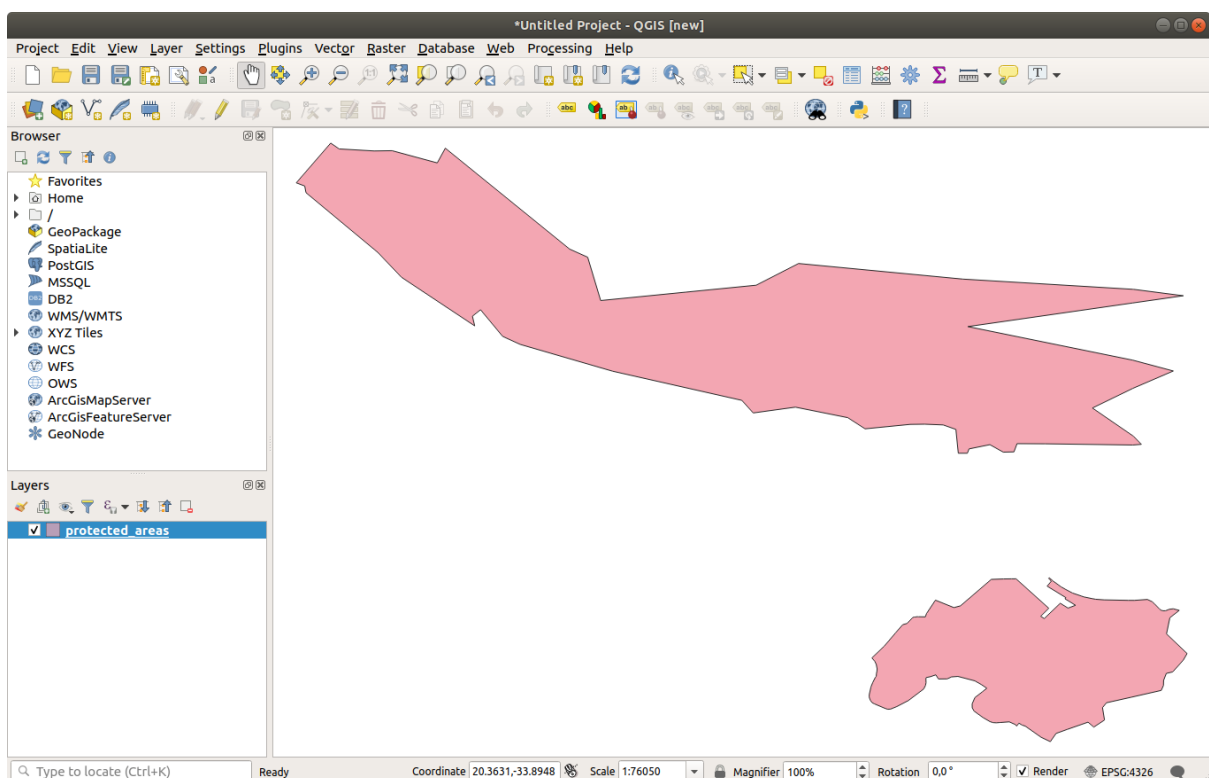 *Untitled Project - QGIS [new]
Project Edit View Layer Settings Plugins Vector Raster Database Web Processing Help
Browser
Favorites
Home
/
GeoPackage
SpatiaLite
PostGIS
MSSQL
DB2
WMS/WMTS
XYZ Tiles
WCS
WFS
OWS
ArcGisMapServer
ArcGisFeatureServer
GeoNode
Layers
protected_areas
Type to locate (Ctrl+K) Ready Coordinate 20.3631,-33.8948 Scale 1:76050 Magnifier 100% Rotation 0,0 ° Render EPSG:4326